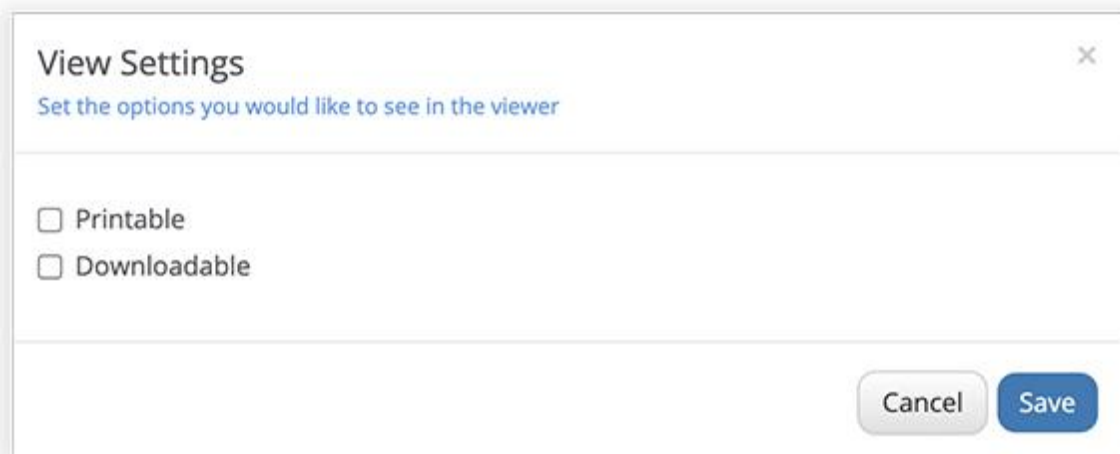 View Settings
Set the options you would like to see in the viewer
Printable
Downloadable
Cancel Save